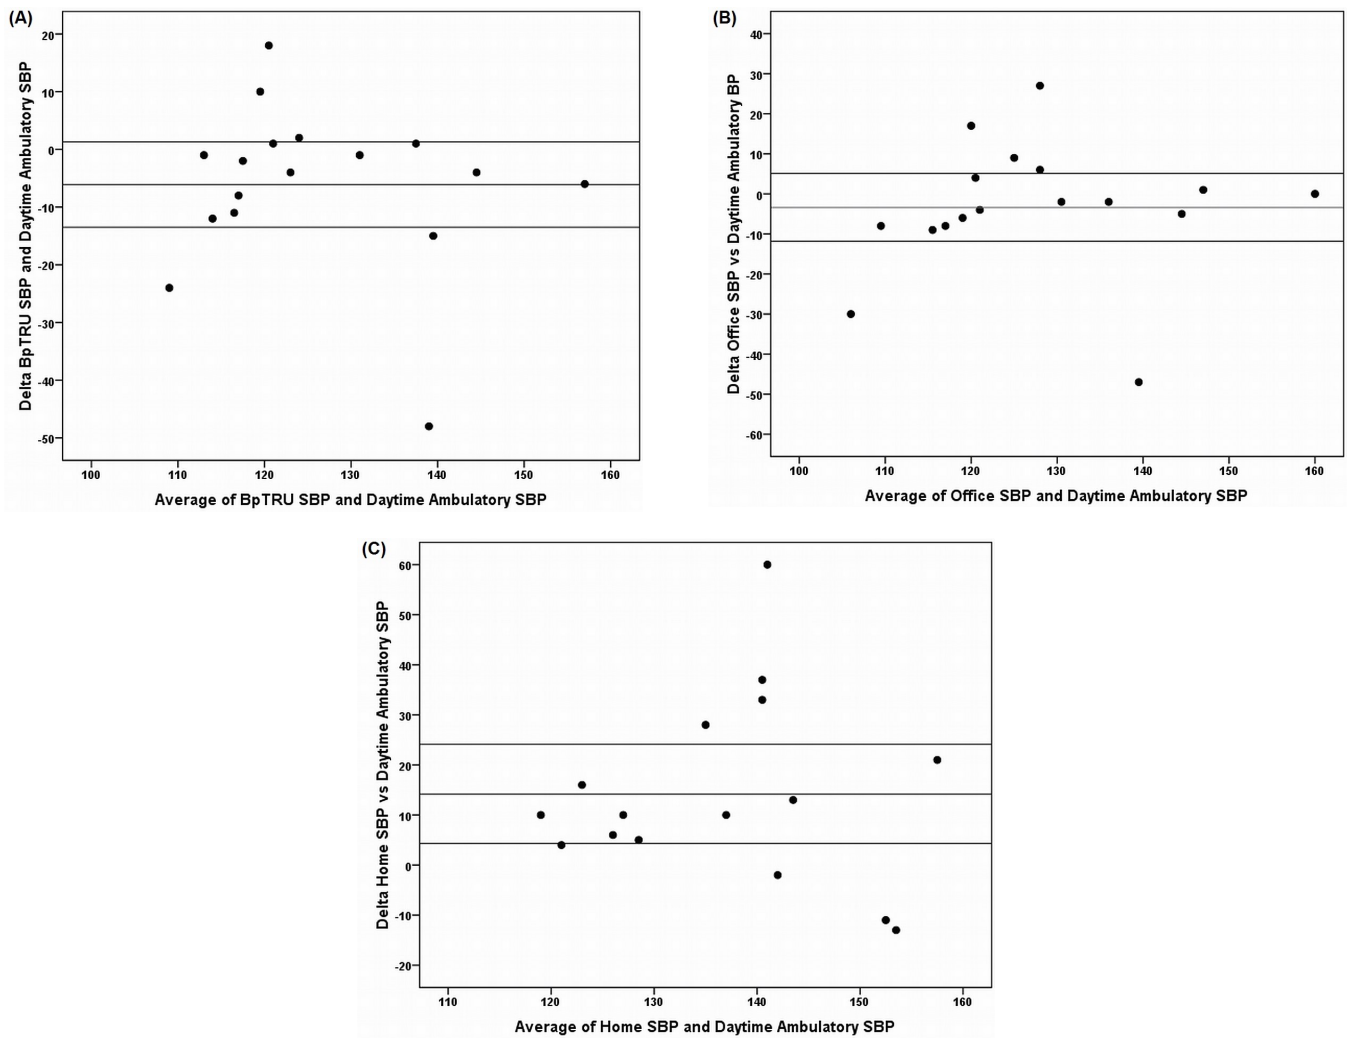 (A)
Delta BpTRU SBP and Daytime Ambulatory SBP
20
10
0
-10
-20
-30
-40
-50
100 110 120 130 140 150 160
Average of BpTRU SBP and Daytime Ambulatory SBP
(B)
Delta Office SBP vs Daytime Ambulatory BP
40
30
20
10
0
-10
-20
-30
-40
-50
-60
100 110 120 130 140 150 160
Average of Office SBP and Daytime Ambulatory SBP
(C)
Delta Home SBP vs Daytime Ambulatory SBP
60
50
40
30
20
10
0
-10
-20
110 120 130 140 150 160
Average of Home SBP and Daytime Ambulatory SBP